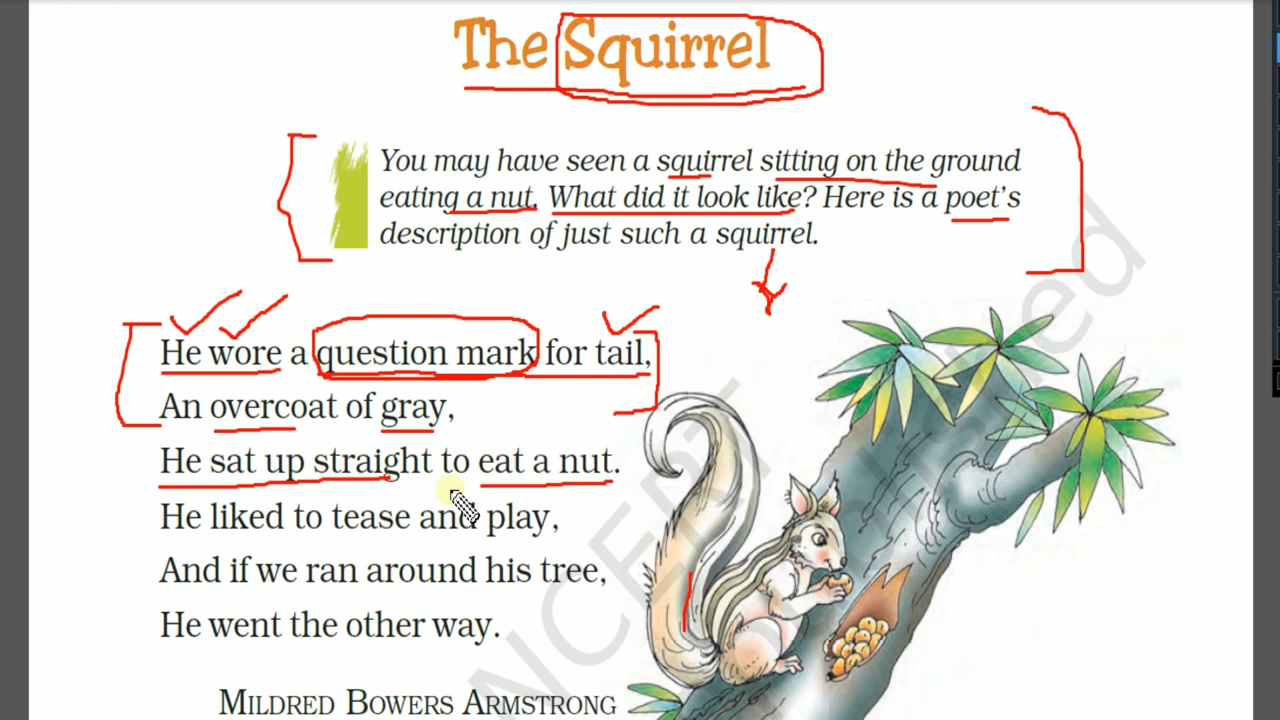 The Squirrel
You may have seen a squirrel sitting on the ground
eating a nut. What did it look like? Here is a poet's
description of just such a squirrel.
He wore a question mark for tail,
An overcoat of gray,
He sat up straight to eat a nut.
He liked to tease and play,
And if we ran around his tree,
He went the other way.
MILDRED BOWERS ARMSTRONG
NCERT